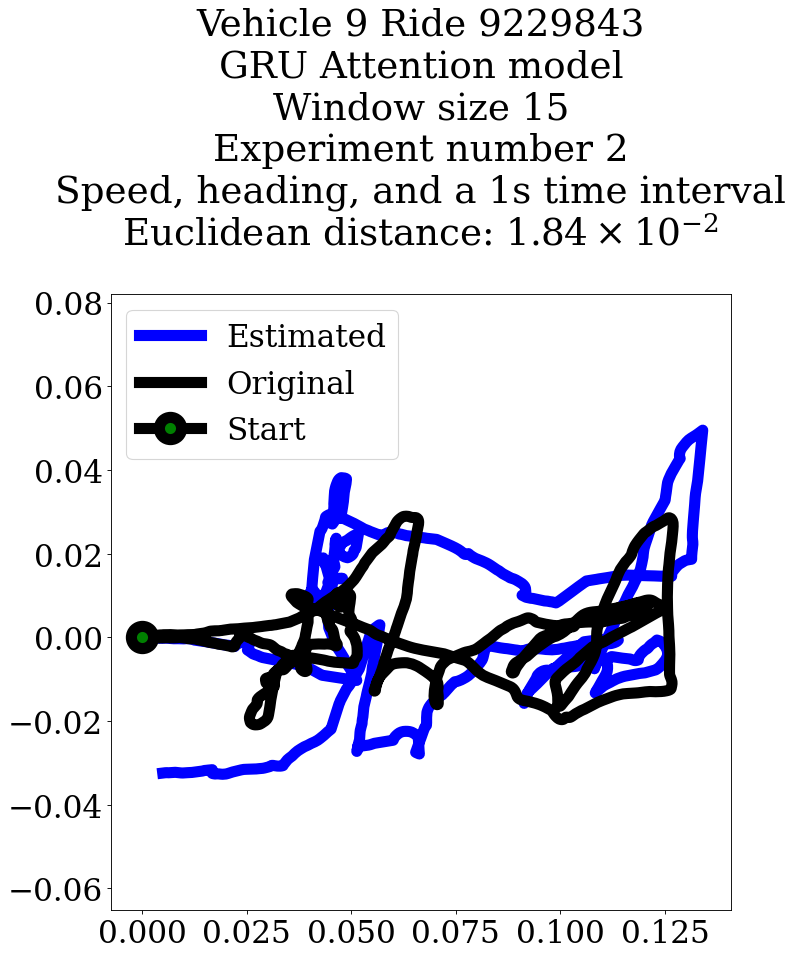 Vehicle 9 Ride 9229843
GRU Attention model
Window size 15
Experiment number 2
Speed, heading, and a 1s time interval
Euclidean distance: 1.84 × 10⁻²
0.08
0.06
0.04
0.02
0.00
−0.02
−0.04
−0.06
Estimated
Original
Start
0.000 0.025 0.050 0.075 0.100 0.125